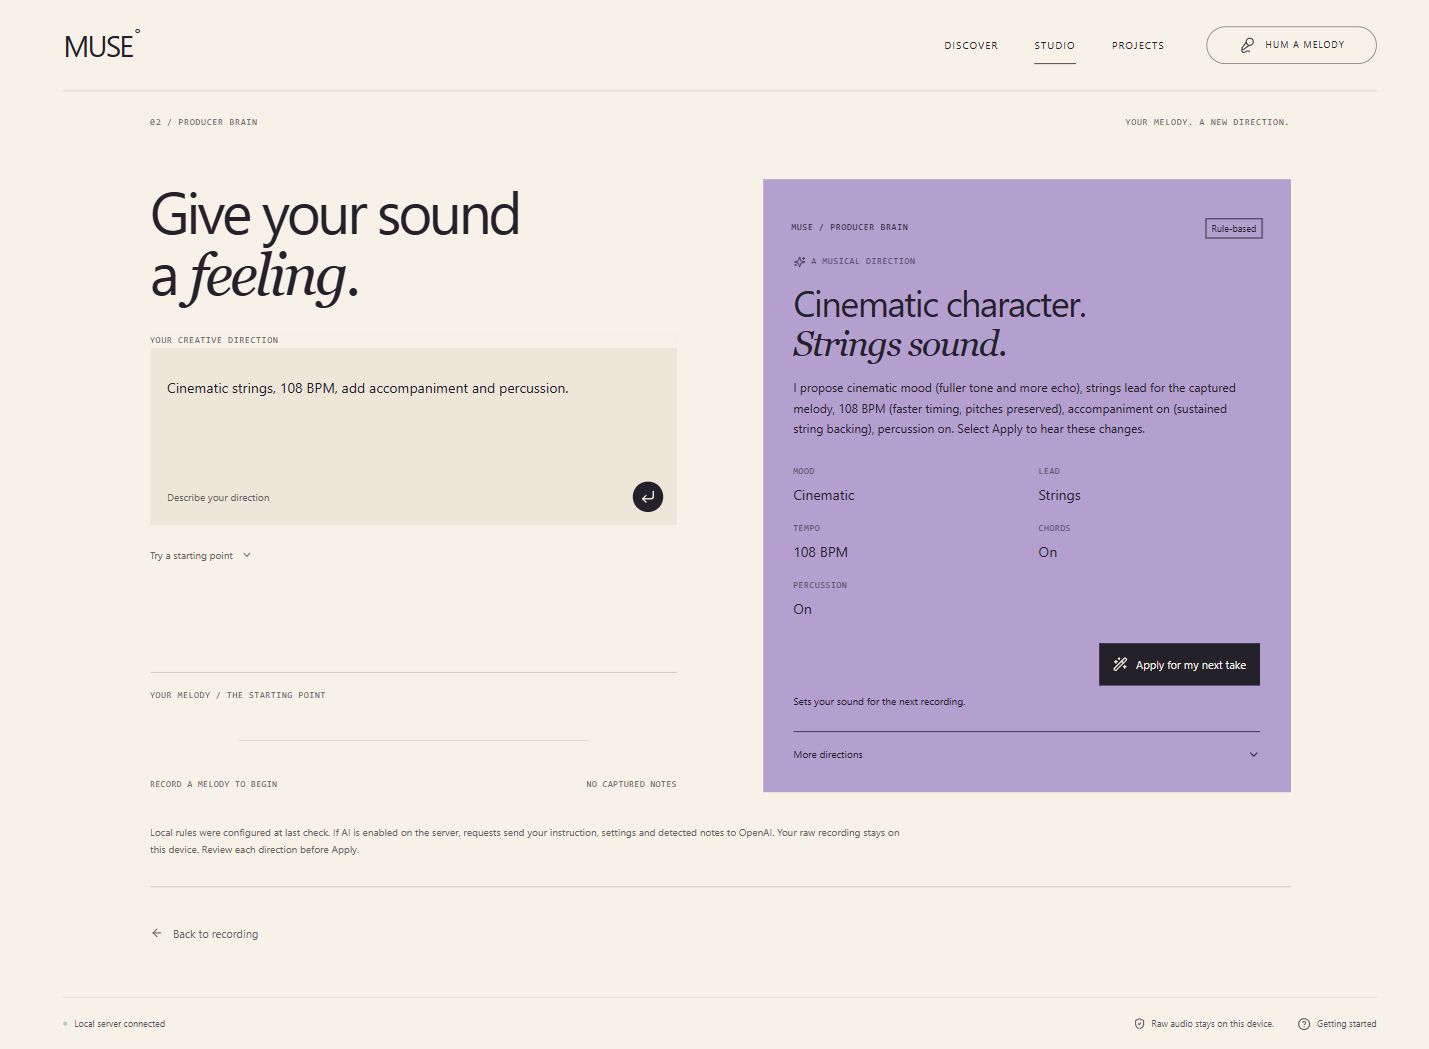 MUSE°
DISCOVER
STUDIO
PROJECTS
HUM A MELODY
02 / PRODUCER BRAIN
YOUR MELODY. A NEW DIRECTION.
Give your sound
a feeling.
YOUR CREATIVE DIRECTION
Cinematic strings, 108 BPM, add accompaniment and percussion.
Describe your direction
Try a starting point
YOUR MELODY / THE STARTING POINT
RECORD A MELODY TO BEGIN
NO CAPTURED NOTES
MUSE / PRODUCER BRAIN
Rule-based
A MUSICAL DIRECTION
Cinematic character.
Strings sound.
I propose cinematic mood (fuller tone and more echo), strings lead for the captured
melody, 108 BPM (faster timing, pitches preserved), accompaniment on (sustained
string backing), percussion on. Select Apply to hear these changes.
MOOD
Cinematic
LEAD
Strings
TEMPO
108 BPM
CHORDS
On
PERCUSSION
On
Apply for my next take
Sets your sound for the next recording.
More directions
Local rules were configured at last check. If AI is enabled on the server, requests send your instruction, settings and detected notes to OpenAI. Your raw recording stays on
this device. Review each direction before Apply.
Back to recording
Local server connected
Raw audio stays on this device.
Getting started